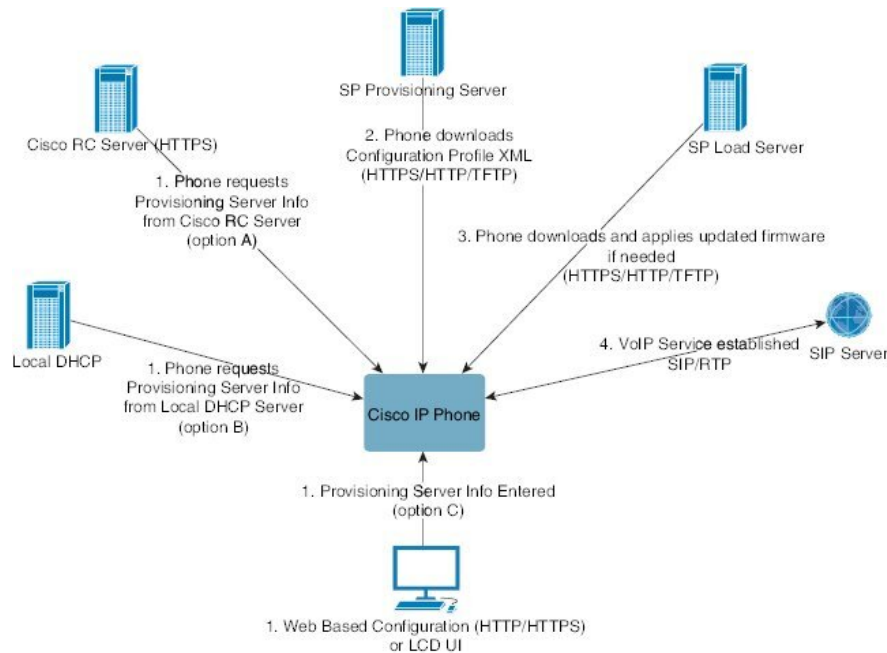 SP Provisioning Server
Cisco RC Server (HTTPS)
SP Load Server
2. Phone downloads
Configuration Profile XML
(HTTPS/HTTP/TFTP)
1. Phone requests
Provisioning Server Info
from Cisco RC Server
(option A)
3. Phone downloads and applies updated firmware
if needed
(HTTPS/HTTP/TFTP)
Local DHCP
1. Phone requests
Provisioning Server Info
from Local DHCP Server
(option B)
4. VoIP Service established
SIP/RTP
SIP Server
Cisco IP Phone
1. Provisioning Server Info Entered
(option C)
1. Web Based Configuration (HTTP/HTTPS)
or LCD UI